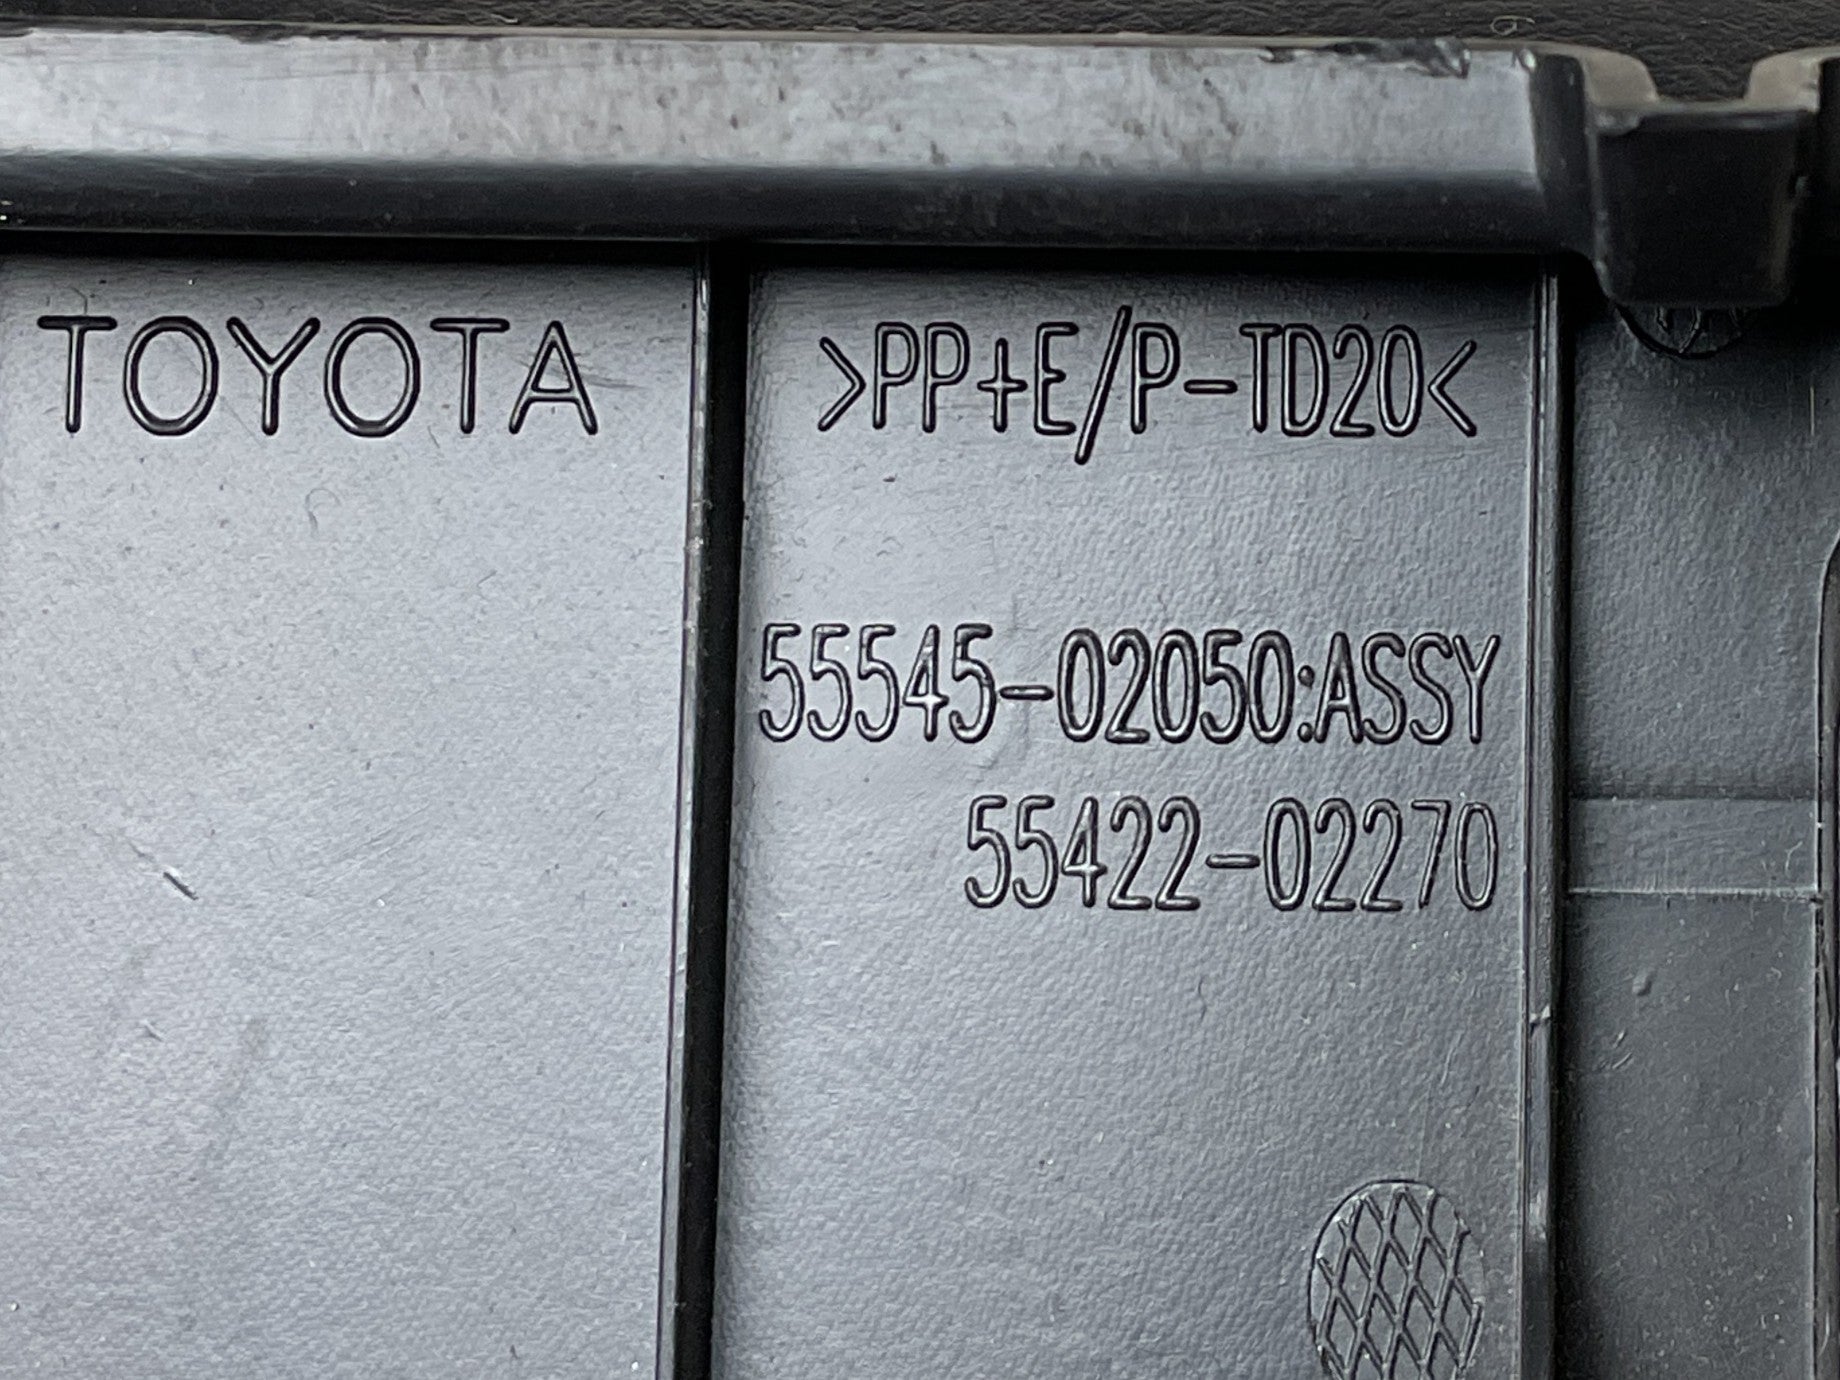 TOYOTA
>PP+E/P-TD20<
55545-02050:ASSY
55422-02270